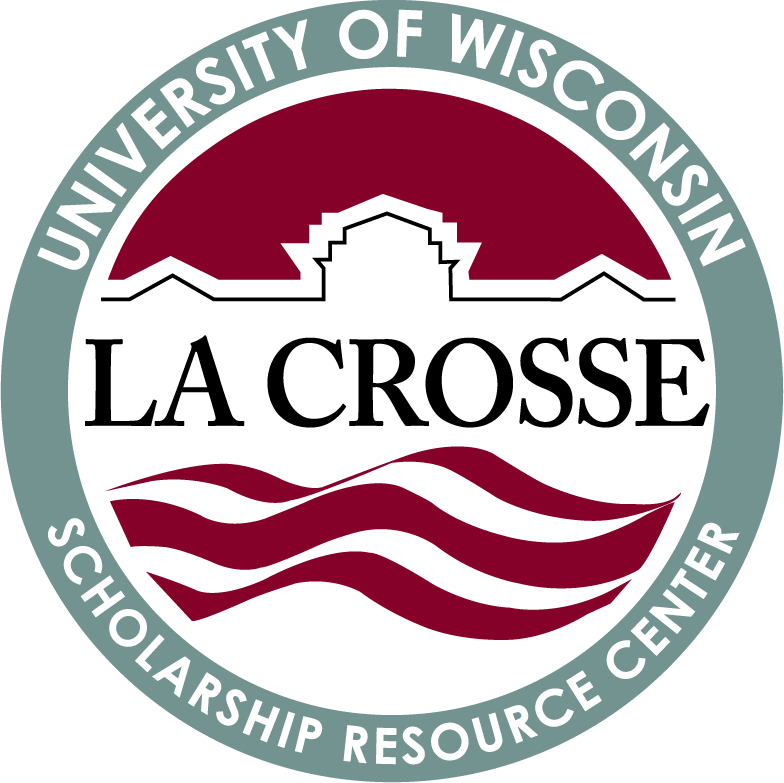 UNIVERSITY OF WISCONSIN
LA CROSSE
SCHOLARSHIP RESOURCE CENTER